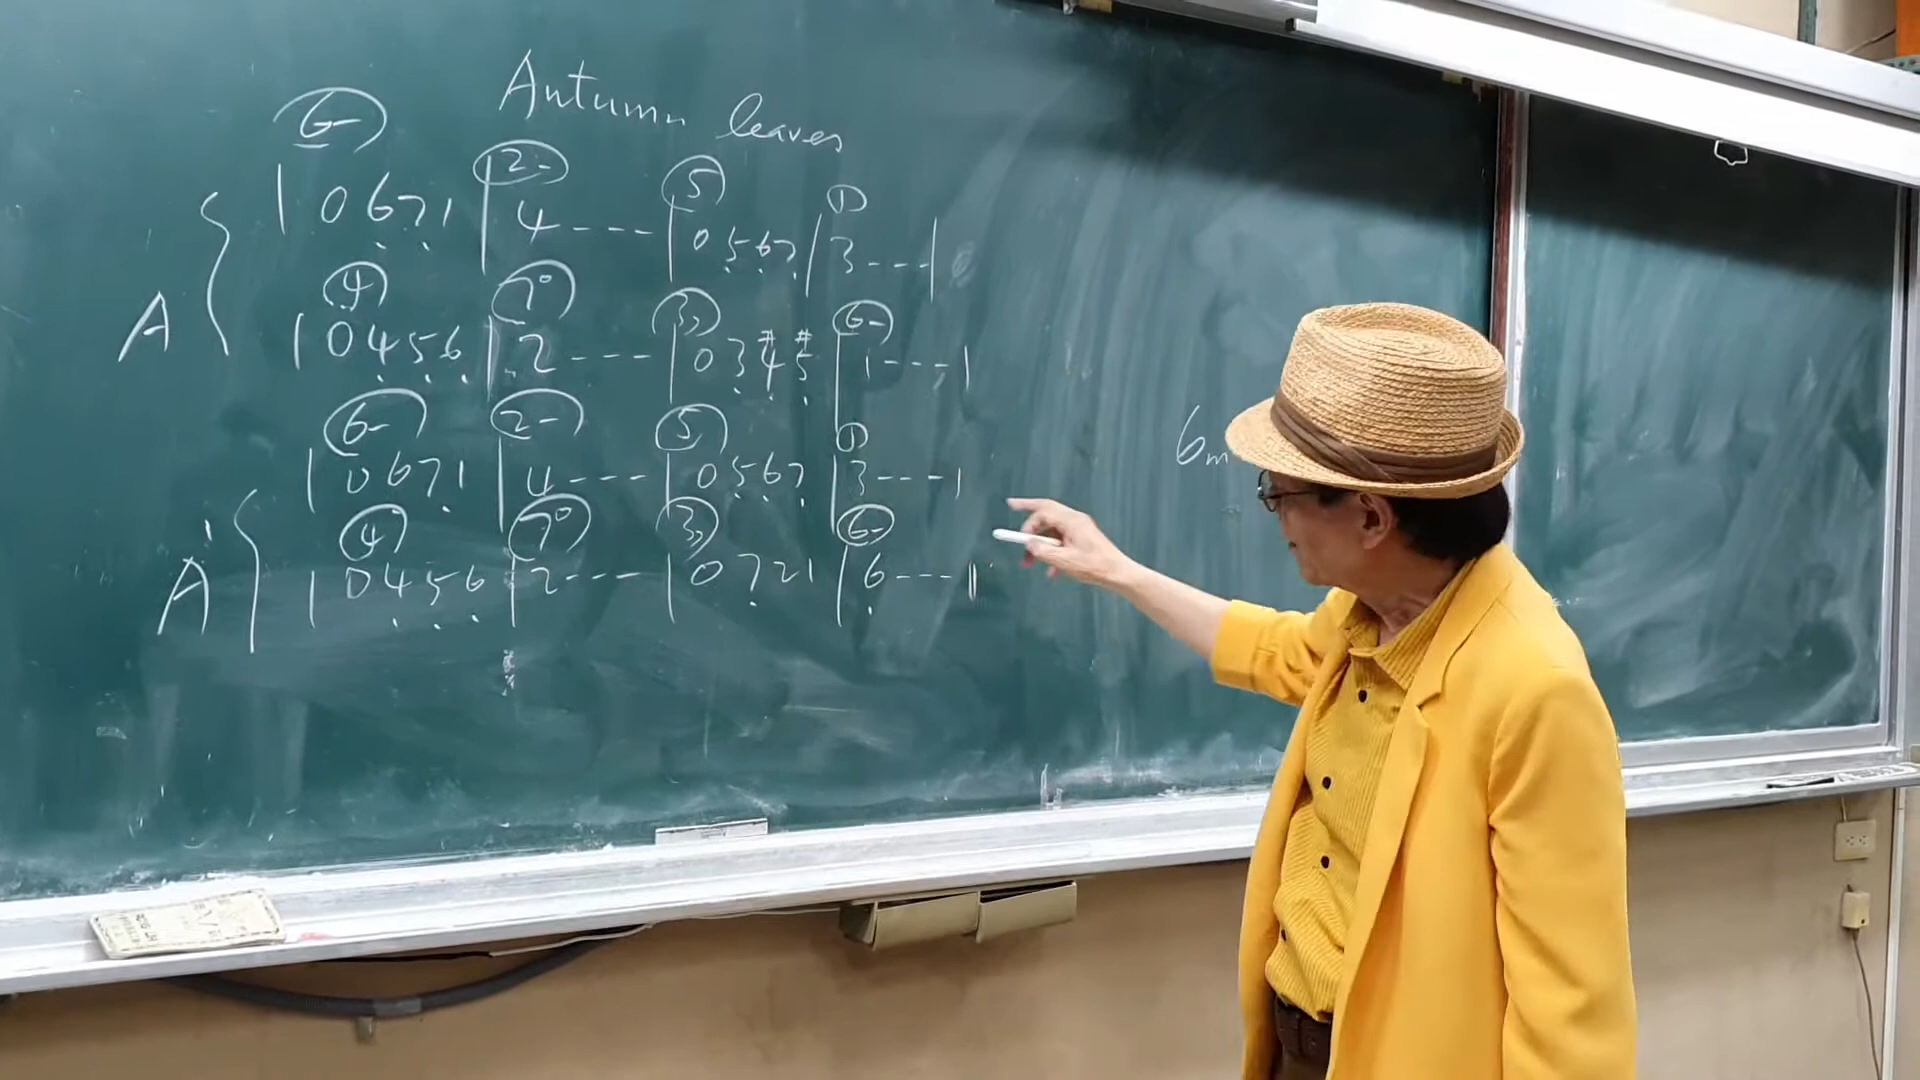 Autumn leaves
6- 2- 5 1
A { | 0 6 7 1 | 4 - - - - | 0 5 6 7 | 3 - - - |
4 7° 3, 6-
| 0 4 5 6 | 2 - - - - | 0 3 #4 #5 | 1 - - - - |
6- 2- 5 1
A' { | 0 6 7 1 | 4 - - - - | 0 5 6 7 | 3 - - - - |
4 7° 3, 6-
| 0 4 5 6 | 2 - - - | 0 7 2 1 | 6 - - - |
6m